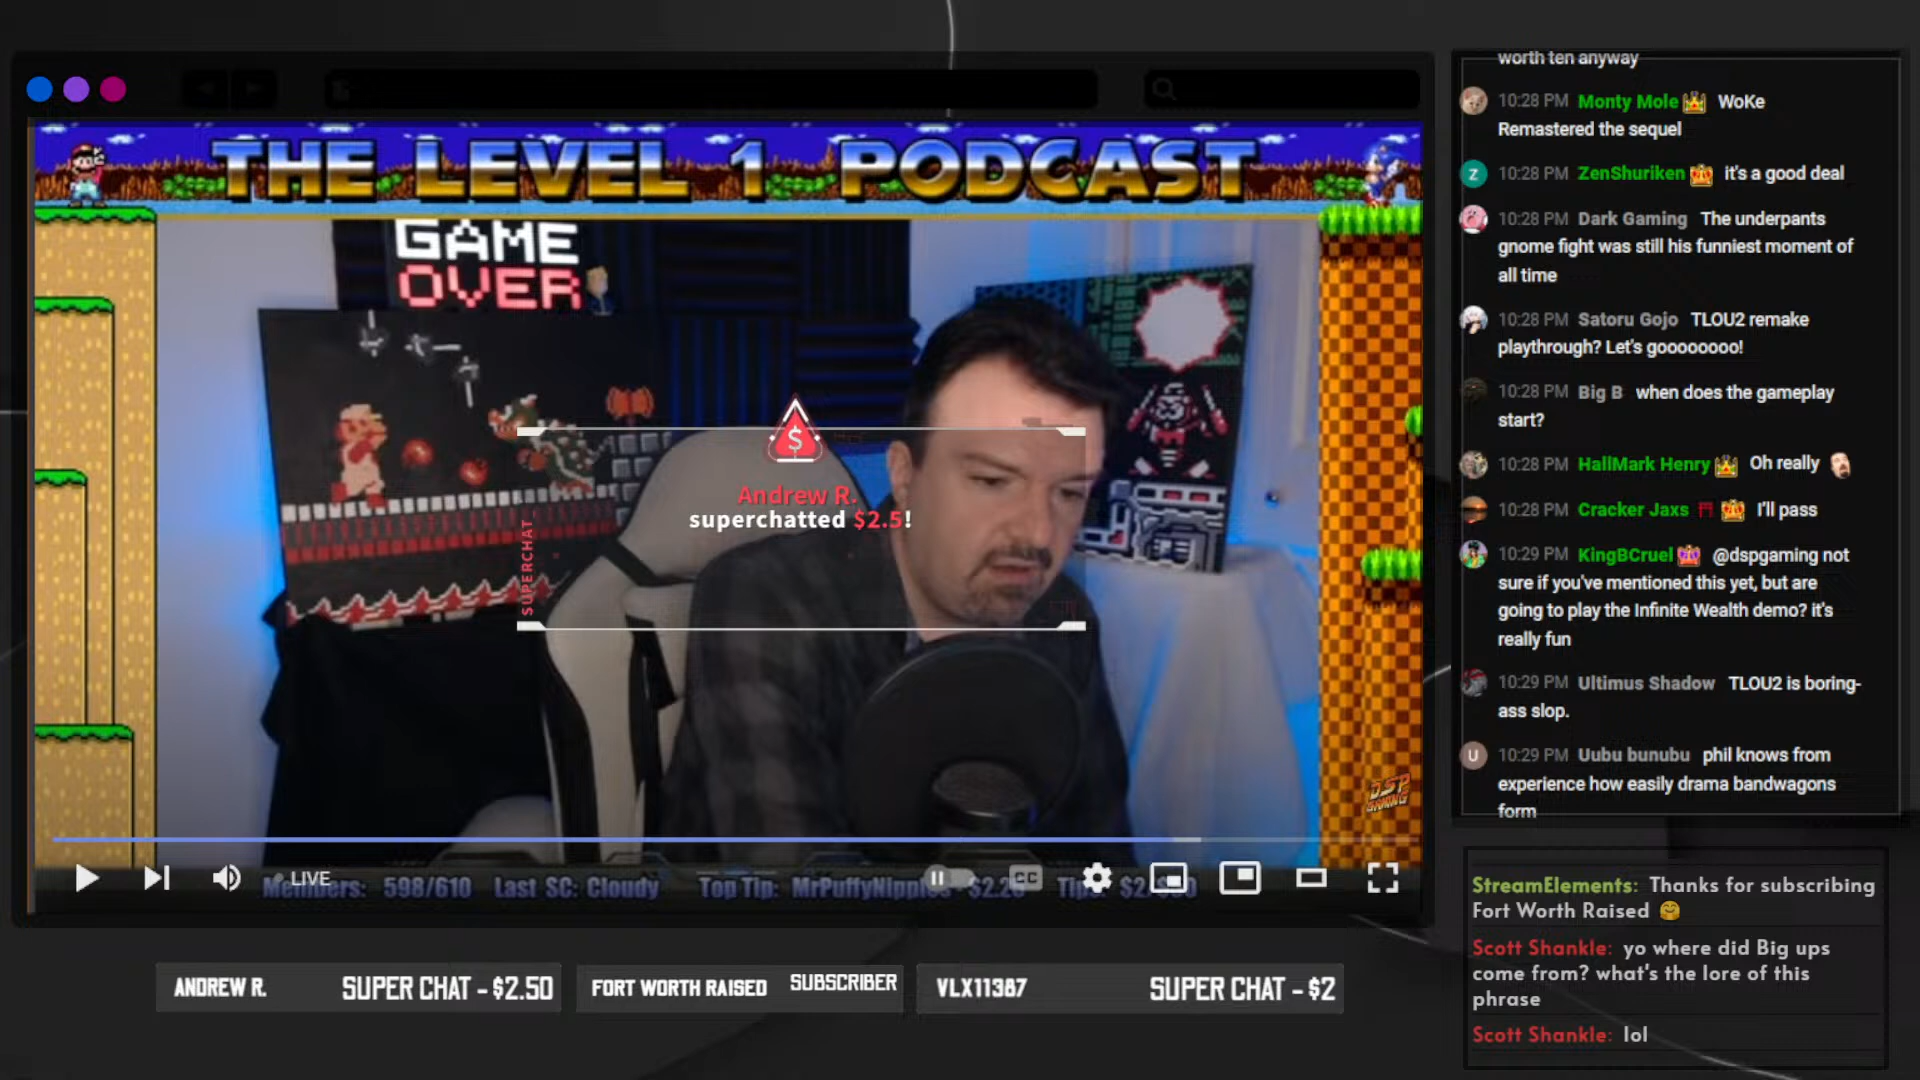 THE LEVEL 1 PODCAST
GAME
OVER
$
Andrew R.
superchatted $2.5!
SUPERCHAT
DSP
GAMING
LIVE
CC
Members: 598/610 Last SC: Cloudy Top Tip:
ANDREW R. SUPER CHAT - $2.50
FORT WORTH RAISED SUBSCRIBER
VLX11387 SUPER CHAT - $2
worth ten anyway
10:28 PM Monty Mole WoKe
Remastered the sequel
Z 10:28 PM ZenShuriken it's a good deal
10:28 PM Dark Gaming The underpants
gnome fight was still his funniest moment of
all time
10:28 PM Satoru Gojo TLOU2 remake
playthrough? Let's goooooooo!
10:28 PM Big B when does the gameplay
start?
10:28 PM HallMark Henry Oh really
10:28 PM Cracker Jaxs I'll pass
10:29 PM KingBCruel @dspgaming not
sure if you've mentioned this yet, but are
going to play the Infinite Wealth demo? it's
really fun
10:29 PM Ultimus Shadow TLOU2 is boring-
ass slop.
U 10:29 PM Uubu bunubu phil knows from
experience how easily drama bandwagons
form
StreamElements: Thanks for subscribing
Fort Worth Raised
Scott Shankle: yo where did Big ups
come from? what's the lore of this
phrase
Scott Shankle: lol